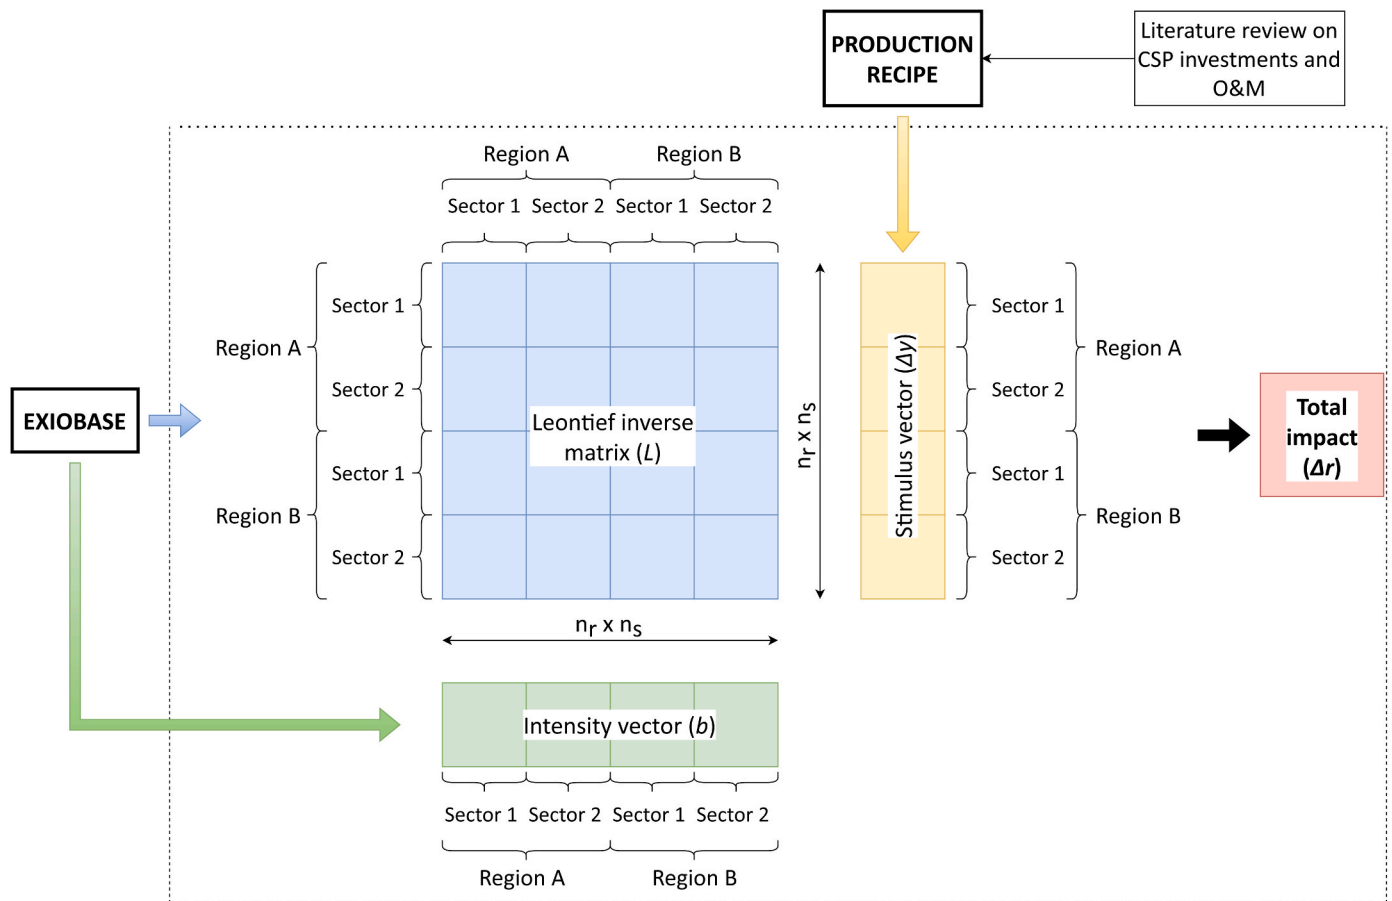 PRODUCTION
RECIPE
Literature review on
CSP investments and
O&M
Region A
Region B
Sector 1
Sector 2
Sector 1
Sector 2
EXIOBASE
Region A
Region B
Sector 1
Sector 2
Sector 1
Sector 2
Leontief inverse
matrix (L)
nr x ns
nr x ns
Stimulus vector (Δy)
Sector 1
Sector 2
Sector 1
Sector 2
Region A
Region B
Total
impact
(Δr)
Intensity vector (b)
Sector 1
Sector 2
Sector 1
Sector 2
Region A
Region B